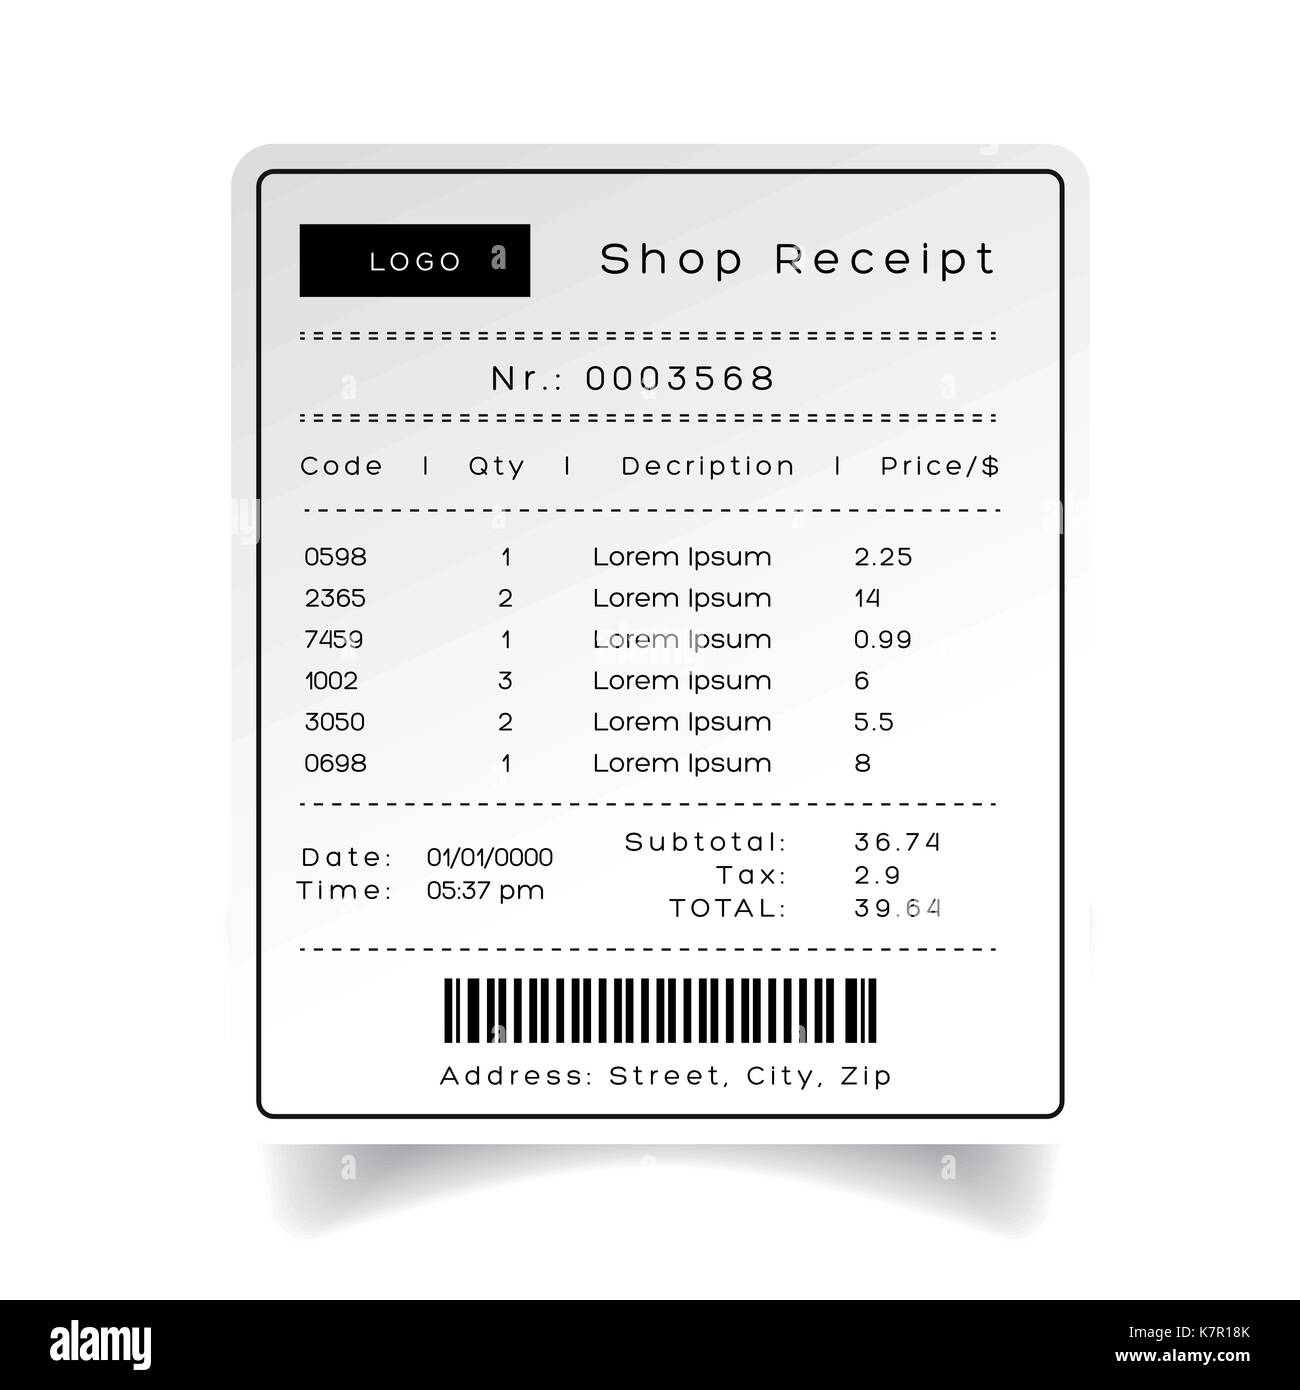 LOGO
Shop Receipt
Nr.: 0003568
Code | Qty | Decription | Price/$
0598 1 Lorem Ipsum 2.25
2365 2 Lorem Ipsum 14
7459 1 Lorem Ipsum 0.99
1002 3 Lorem Ipsum 6
3050 2 Lorem Ipsum 5.5
0698 1 Lorem Ipsum 8
Date: 01/01/0000
Time: 05:37 pm
Subtotal: 36.74
Tax: 2.9
TOTAL: 39.64
Address: Street, City, Zip
alamy
Image ID: K7R18K
www.alamy.com